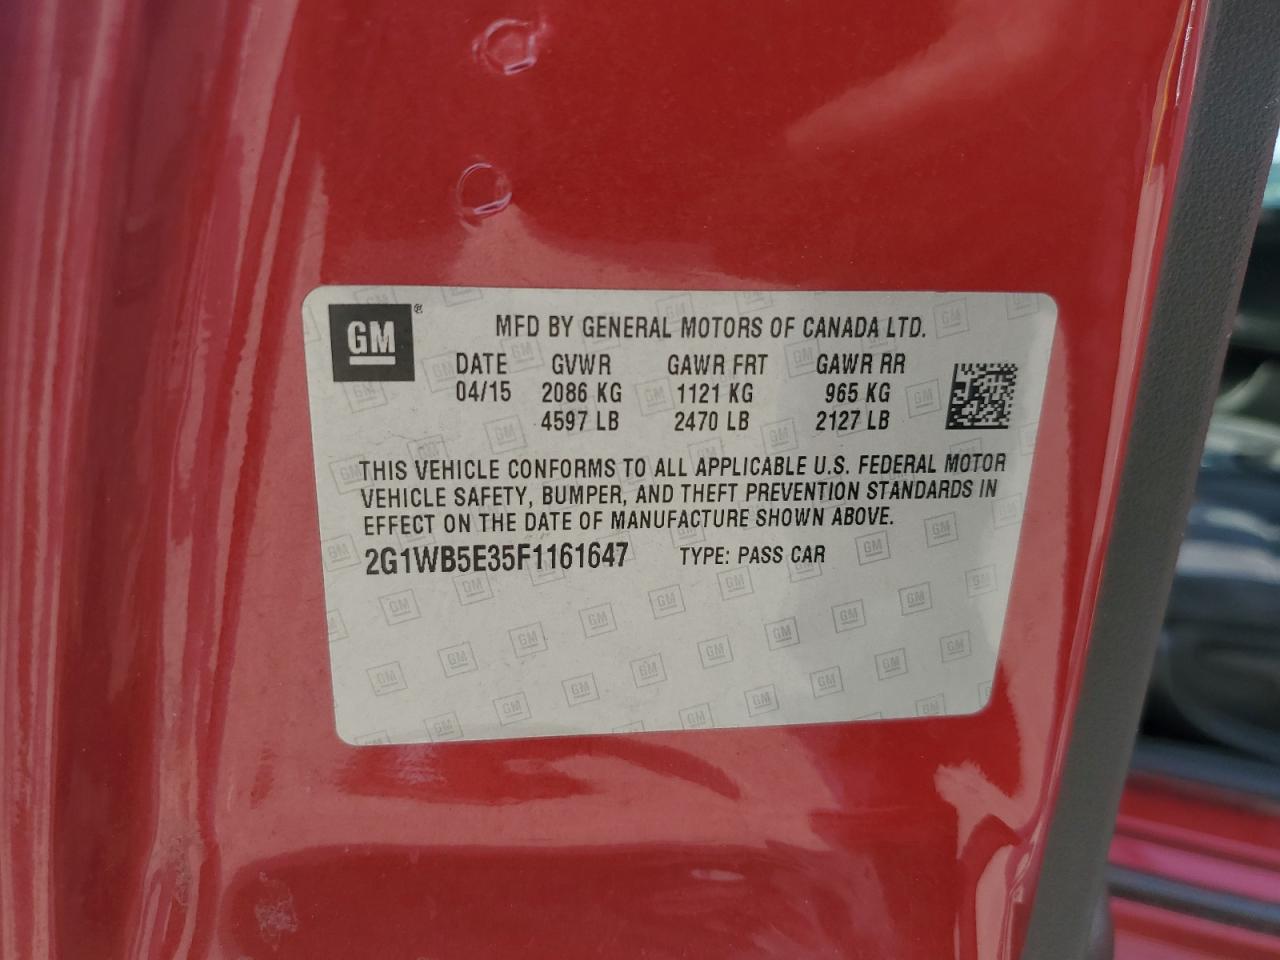 GM ®
MFD BY GENERAL MOTORS OF CANADA LTD.
DATE GVWR GAWR FRT GAWR RR
04/15 2086 KG 1121 KG 965 KG
4597 LB 2470 LB 2127 LB
THIS VEHICLE CONFORMS TO ALL APPLICABLE U.S. FEDERAL MOTOR
VEHICLE SAFETY, BUMPER, AND THEFT PREVENTION STANDARDS IN
EFFECT ON THE DATE OF MANUFACTURE SHOWN ABOVE.
2G1WB5E35F1161647 TYPE: PASS CAR